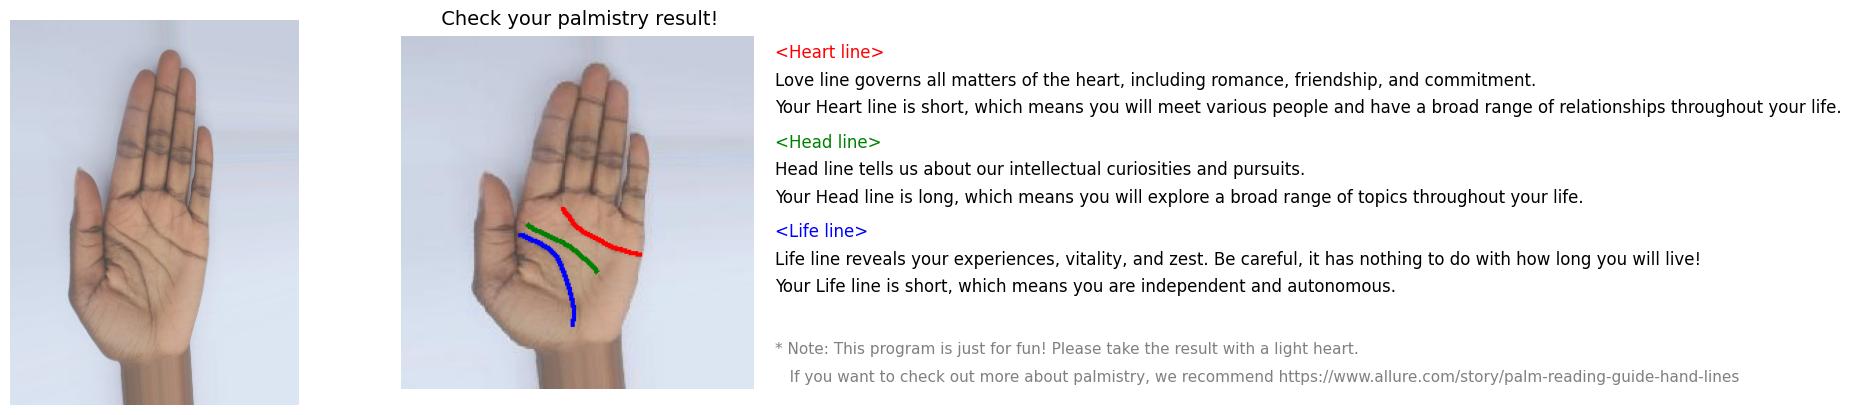 Check your palmistry result!
<Heart line>
Love line governs all matters of the heart, including romance, friendship, and commitment.
Your Heart line is short, which means you will meet various people and have a broad range of relationships throughout your life.
<Head line>
Head line tells us about our intellectual curiosities and pursuits.
Your Head line is long, which means you will explore a broad range of topics throughout your life.
<Life line>
Life line reveals your experiences, vitality, and zest. Be careful, it has nothing to do with how long you will live!
Your Life line is short, which means you are independent and autonomous.
* Note: This program is just for fun! Please take the result with a light heart.
If you want to check out more about palmistry, we recommend https://www.allure.com/story/palm-reading-guide-hand-lines